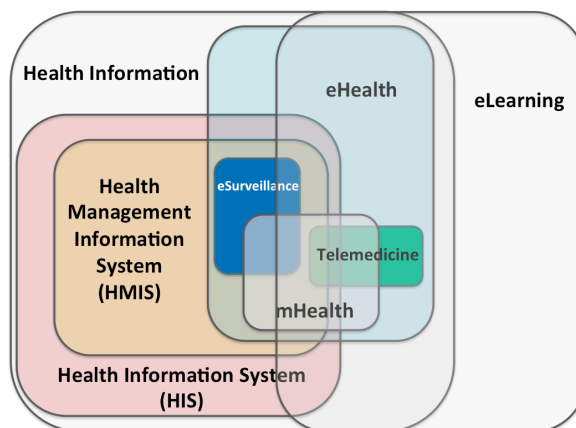 Health Information
eHealth
eLearning
eSurveillance
Health
Management
Information
System
(HMIS)
Telemedicine
mHealth
Health Information System
(HIS)